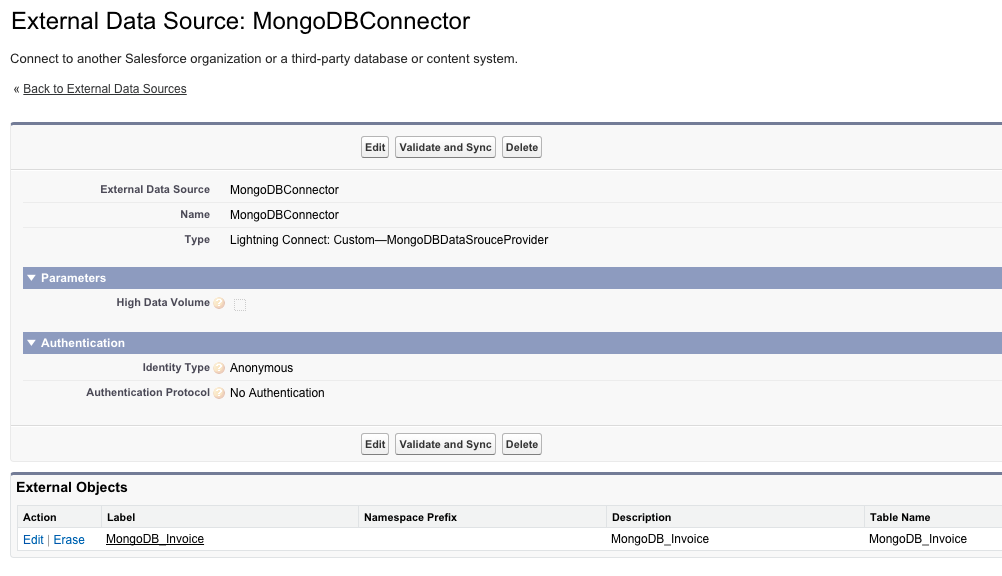 External Data Source: MongoDBConnector
Connect to another Salesforce organization or a third-party database or content system.
« Back to External Data Sources
Edit Validate and Sync Delete
External Data Source MongoDBConnector
Name MongoDBConnector
Type Lightning Connect: Custom—MongoDBDataSrouceProvider
Parameters
High Data Volume ?
Authentication
Identity Type ? Anonymous
Authentication Protocol ? No Authentication
Edit Validate and Sync Delete
External Objects
Action Label Namespace Prefix Description Table Name
Edit | Erase MongoDB_Invoice MongoDB_Invoice MongoDB_Invoice